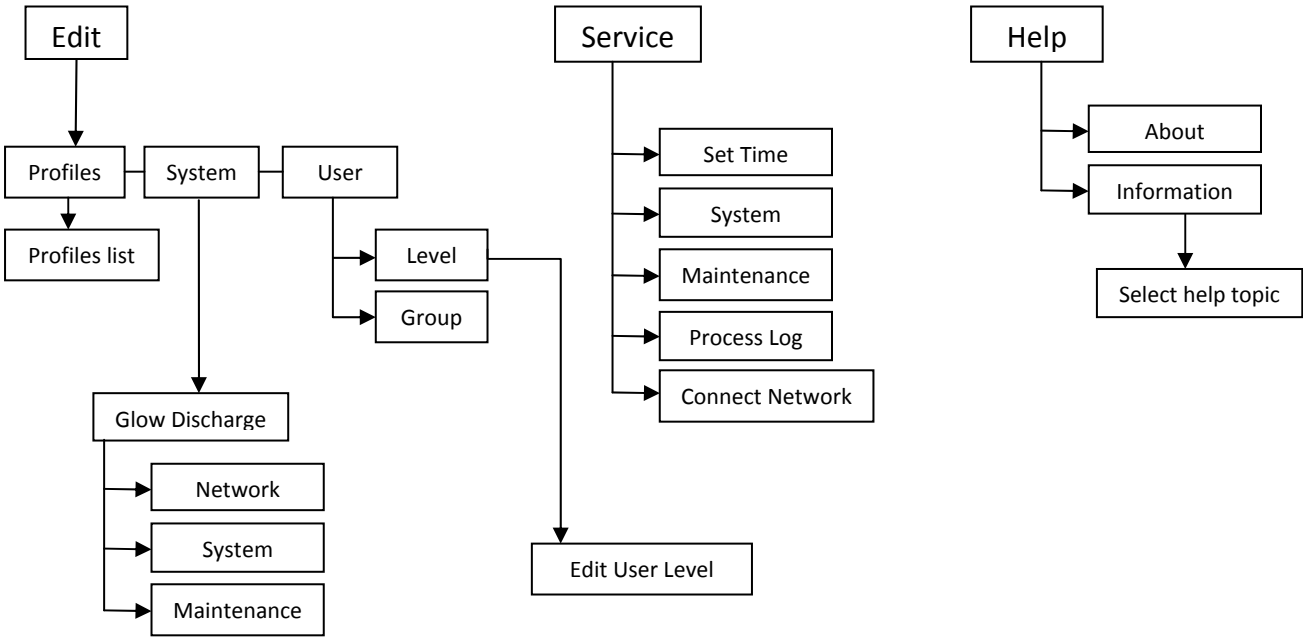 Edit
Service
Help
About
Set Time
Profiles
System
User
Information
System
Profiles list
Level
Maintenance
Select help topic
Group
Process Log
Connect Network
Glow Discharge
Network
System
Edit User Level
Maintenance